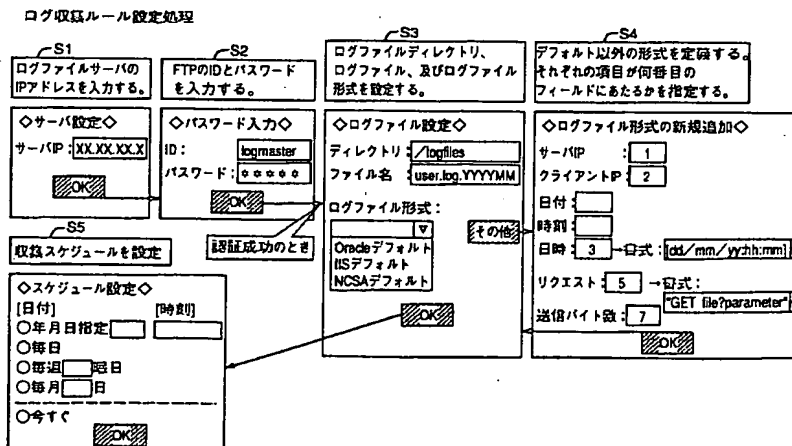 ログ収集ルール設定処理
S1
ログファイルサーバの
IPアドレスを入力する。
◇サーバ設定◇
サーバIP: XX.XX.XX.X
OK
S2
FTPのIDとパスワード
を入力する。
◇パスワード入力◇
ID: logmaster
パスワード: *****
OK
認証成功のとき
S3
ログファイルディレクトリ、
ログファイル、及びログファイル
形式を設定する。
◇ログファイル設定◇
ディレクトリ: /logfiles
ファイル名: user.log.YYYYMM
ログファイル形式:
▽
その他
Oracleデフォルト
IISデフォルト
NCSAデフォルト
OK
S4
デフォルト以外の形式を定義する。
それぞれの項目が何番目の
フィールドにあたるかを指定する。
◇ログファイル形式の新規追加◇
サーバIP: 1
クライアントIP: 2
日付:
時刻:
日時: 3 →書式: [dd/mm/yy:hh:mm]
リクエスト: 5 →書式:
"GET file?parameter"
送信バイト数: 7
OK
S5
収集スケジュールを設定
◇スケジュール設定◇
[日付] [時刻]
○年月日指定
○毎日
○毎週 曜日
○毎月 日
○今すぐ
OK